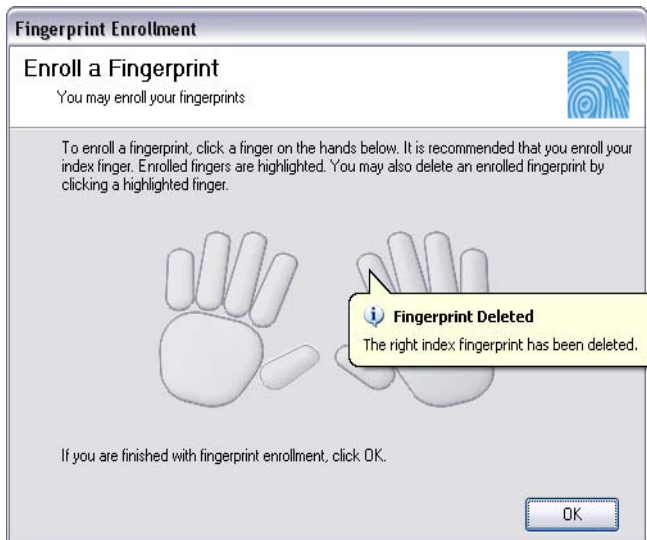 Fingerprint Enrollment
Enroll a Fingerprint
You may enroll your fingerprints
To enroll a fingerprint, click a finger on the hands below. It is recommended that you enroll your
index finger. Enrolled fingers are highlighted. You may also delete an enrolled fingerprint by
clicking a highlighted finger.
Fingerprint Deleted
The right index fingerprint has been deleted.
If you are finished with fingerprint enrollment, click OK.
OK